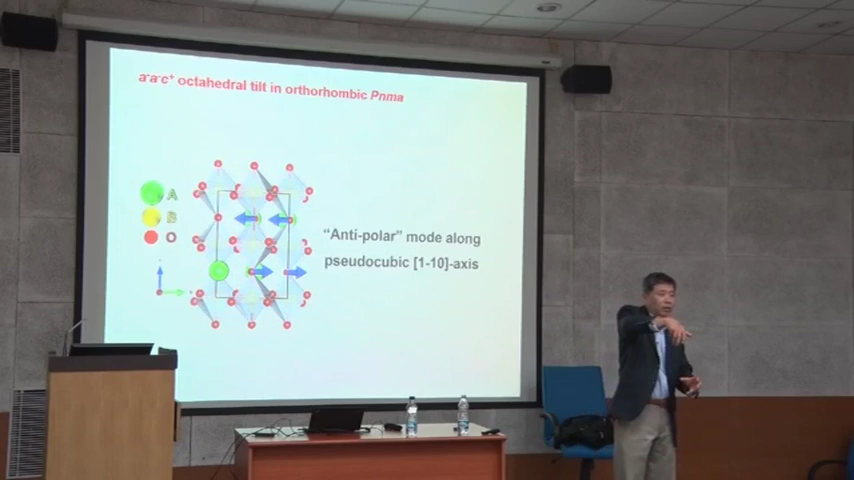 a⁻a⁻c⁺ octahedral tilt in orthorhombic Pnma
A
B
O
“Anti-polar” mode along
pseudocubic [1-10]-axis